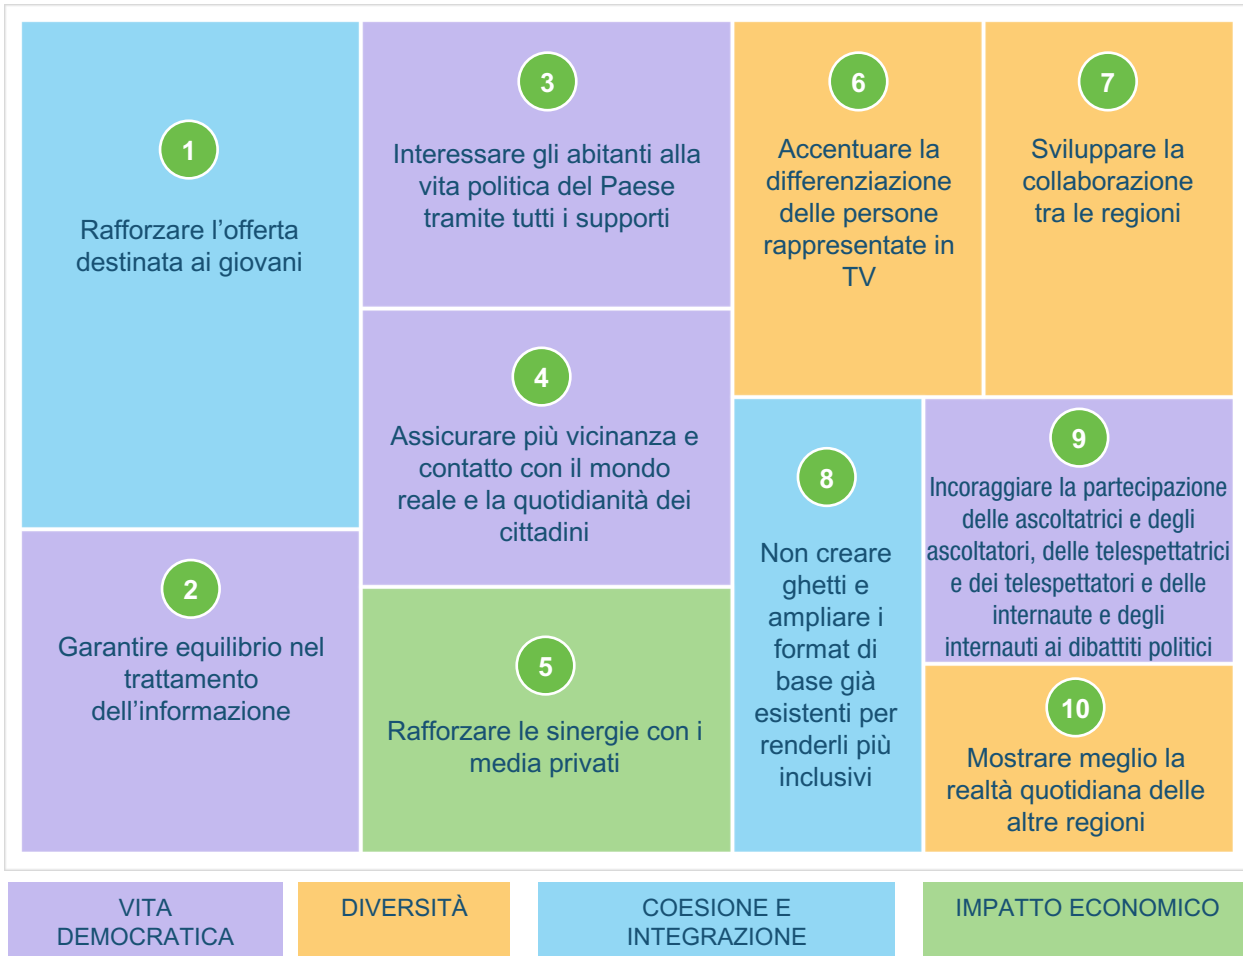 1
Rafforzare l’offerta
destinata ai giovani
2
Garantire equilibrio nel
trattamento
dell’informazione
3
Interessare gli abitanti alla
vita politica del Paese
tramite tutti i supporti
4
Assicurare più vicinanza e
contatto con il mondo
reale e la quotidianità dei
cittadini
5
Rafforzare le sinergie con i
media privati
6
Accentuare la
differenziazione
delle persone
rappresentate in
TV
7
Sviluppare la
collaborazione
tra le regioni
8
Non creare
ghetti e
ampliare i
format di
base già
esistenti per
renderli più
inclusivi
9
Incoraggiare la partecipazione
delle ascoltatrici e degli
ascoltatori, delle telespettatrici
e dei telespettatori e delle
internaute e degli
internauti ai dibattiti politici
10
Mostrare meglio la
realtà quotidiana delle
altre regioni
VITA
DEMOCRATICA
DIVERSITÀ
COESIONE E
INTEGRAZIONE
IMPATTO ECONOMICO